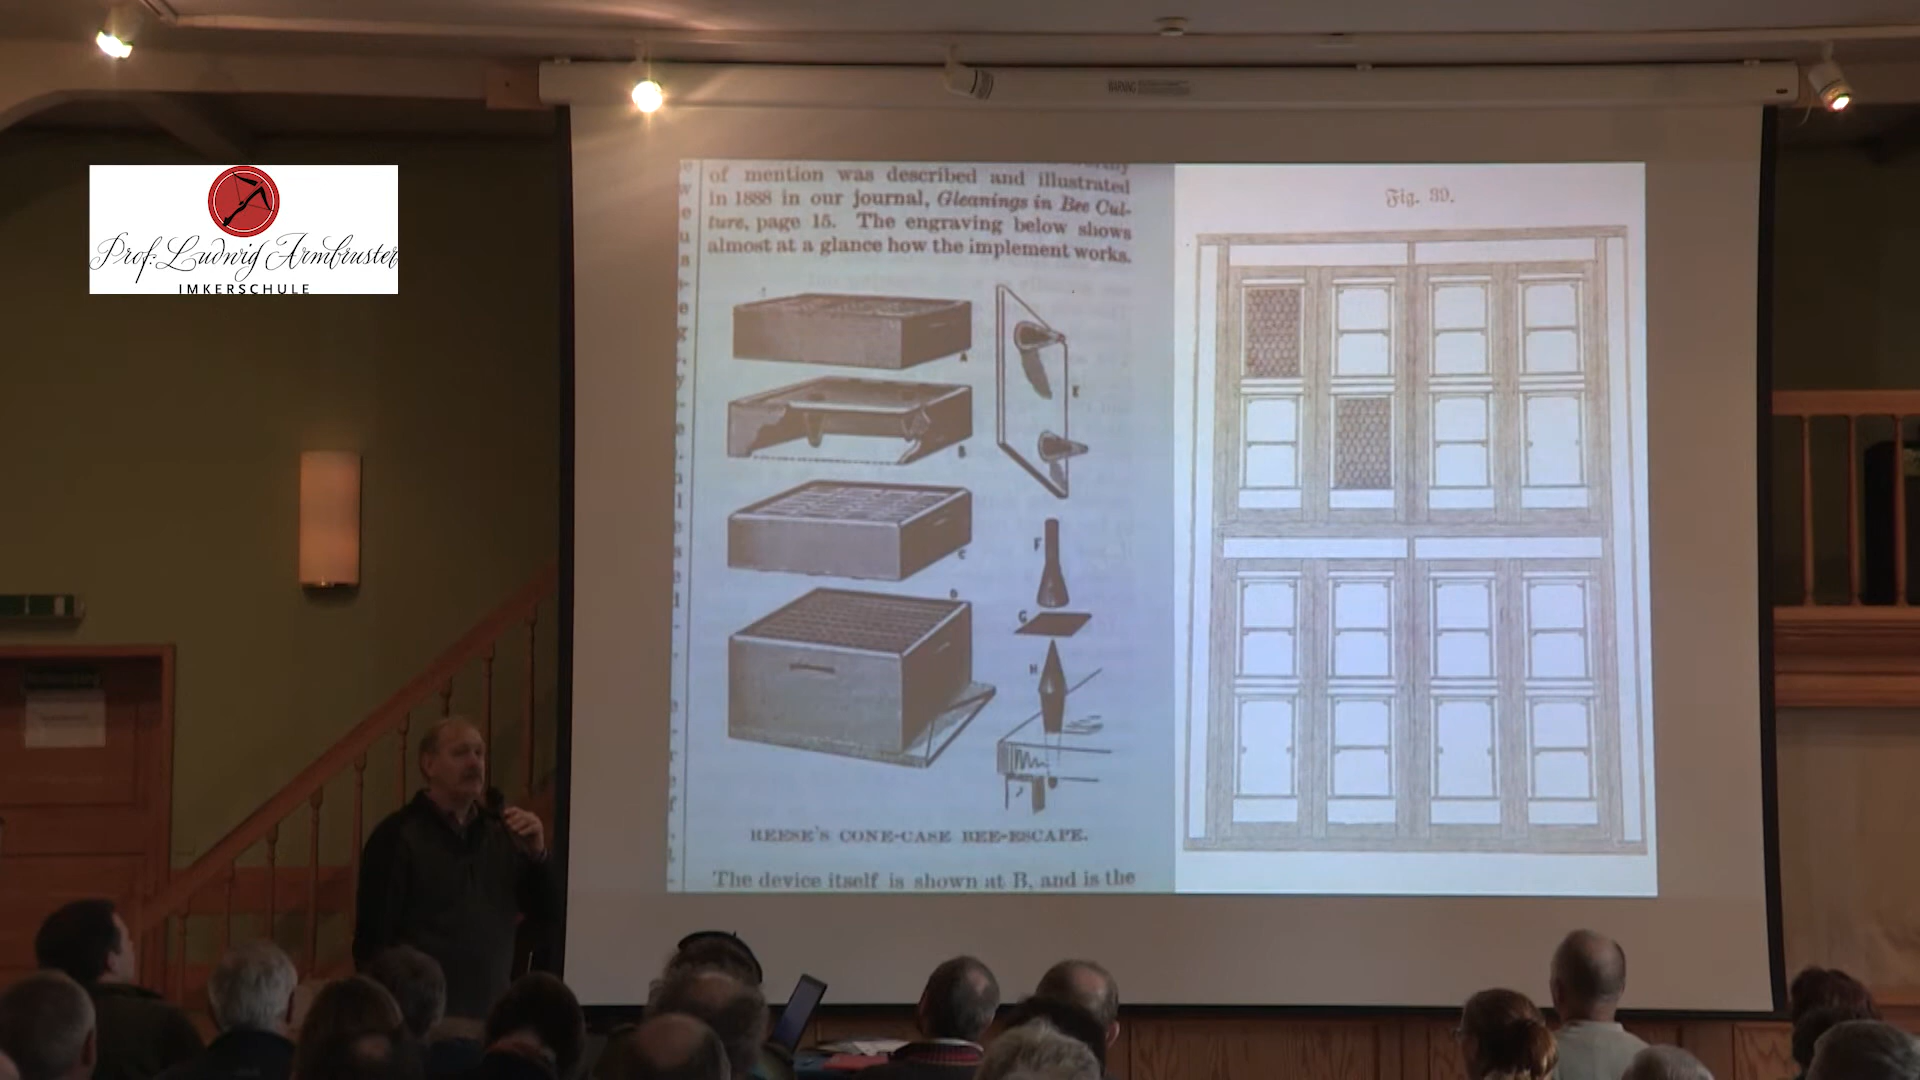 Prof. Ludwig Armbruster
IMKERSCHULE
WARNING
of mention was described and illustrated
in 1888 in our journal, Gleanings in Bee Cul-
ture, page 15. The engraving below shows
almost at a glance how the implement works.
A
B
C
D
E
F
G
H
REESE'S CONE-CASE BEE-ESCAPE.
The device itself is shown at B, and is the
Fig. 39.